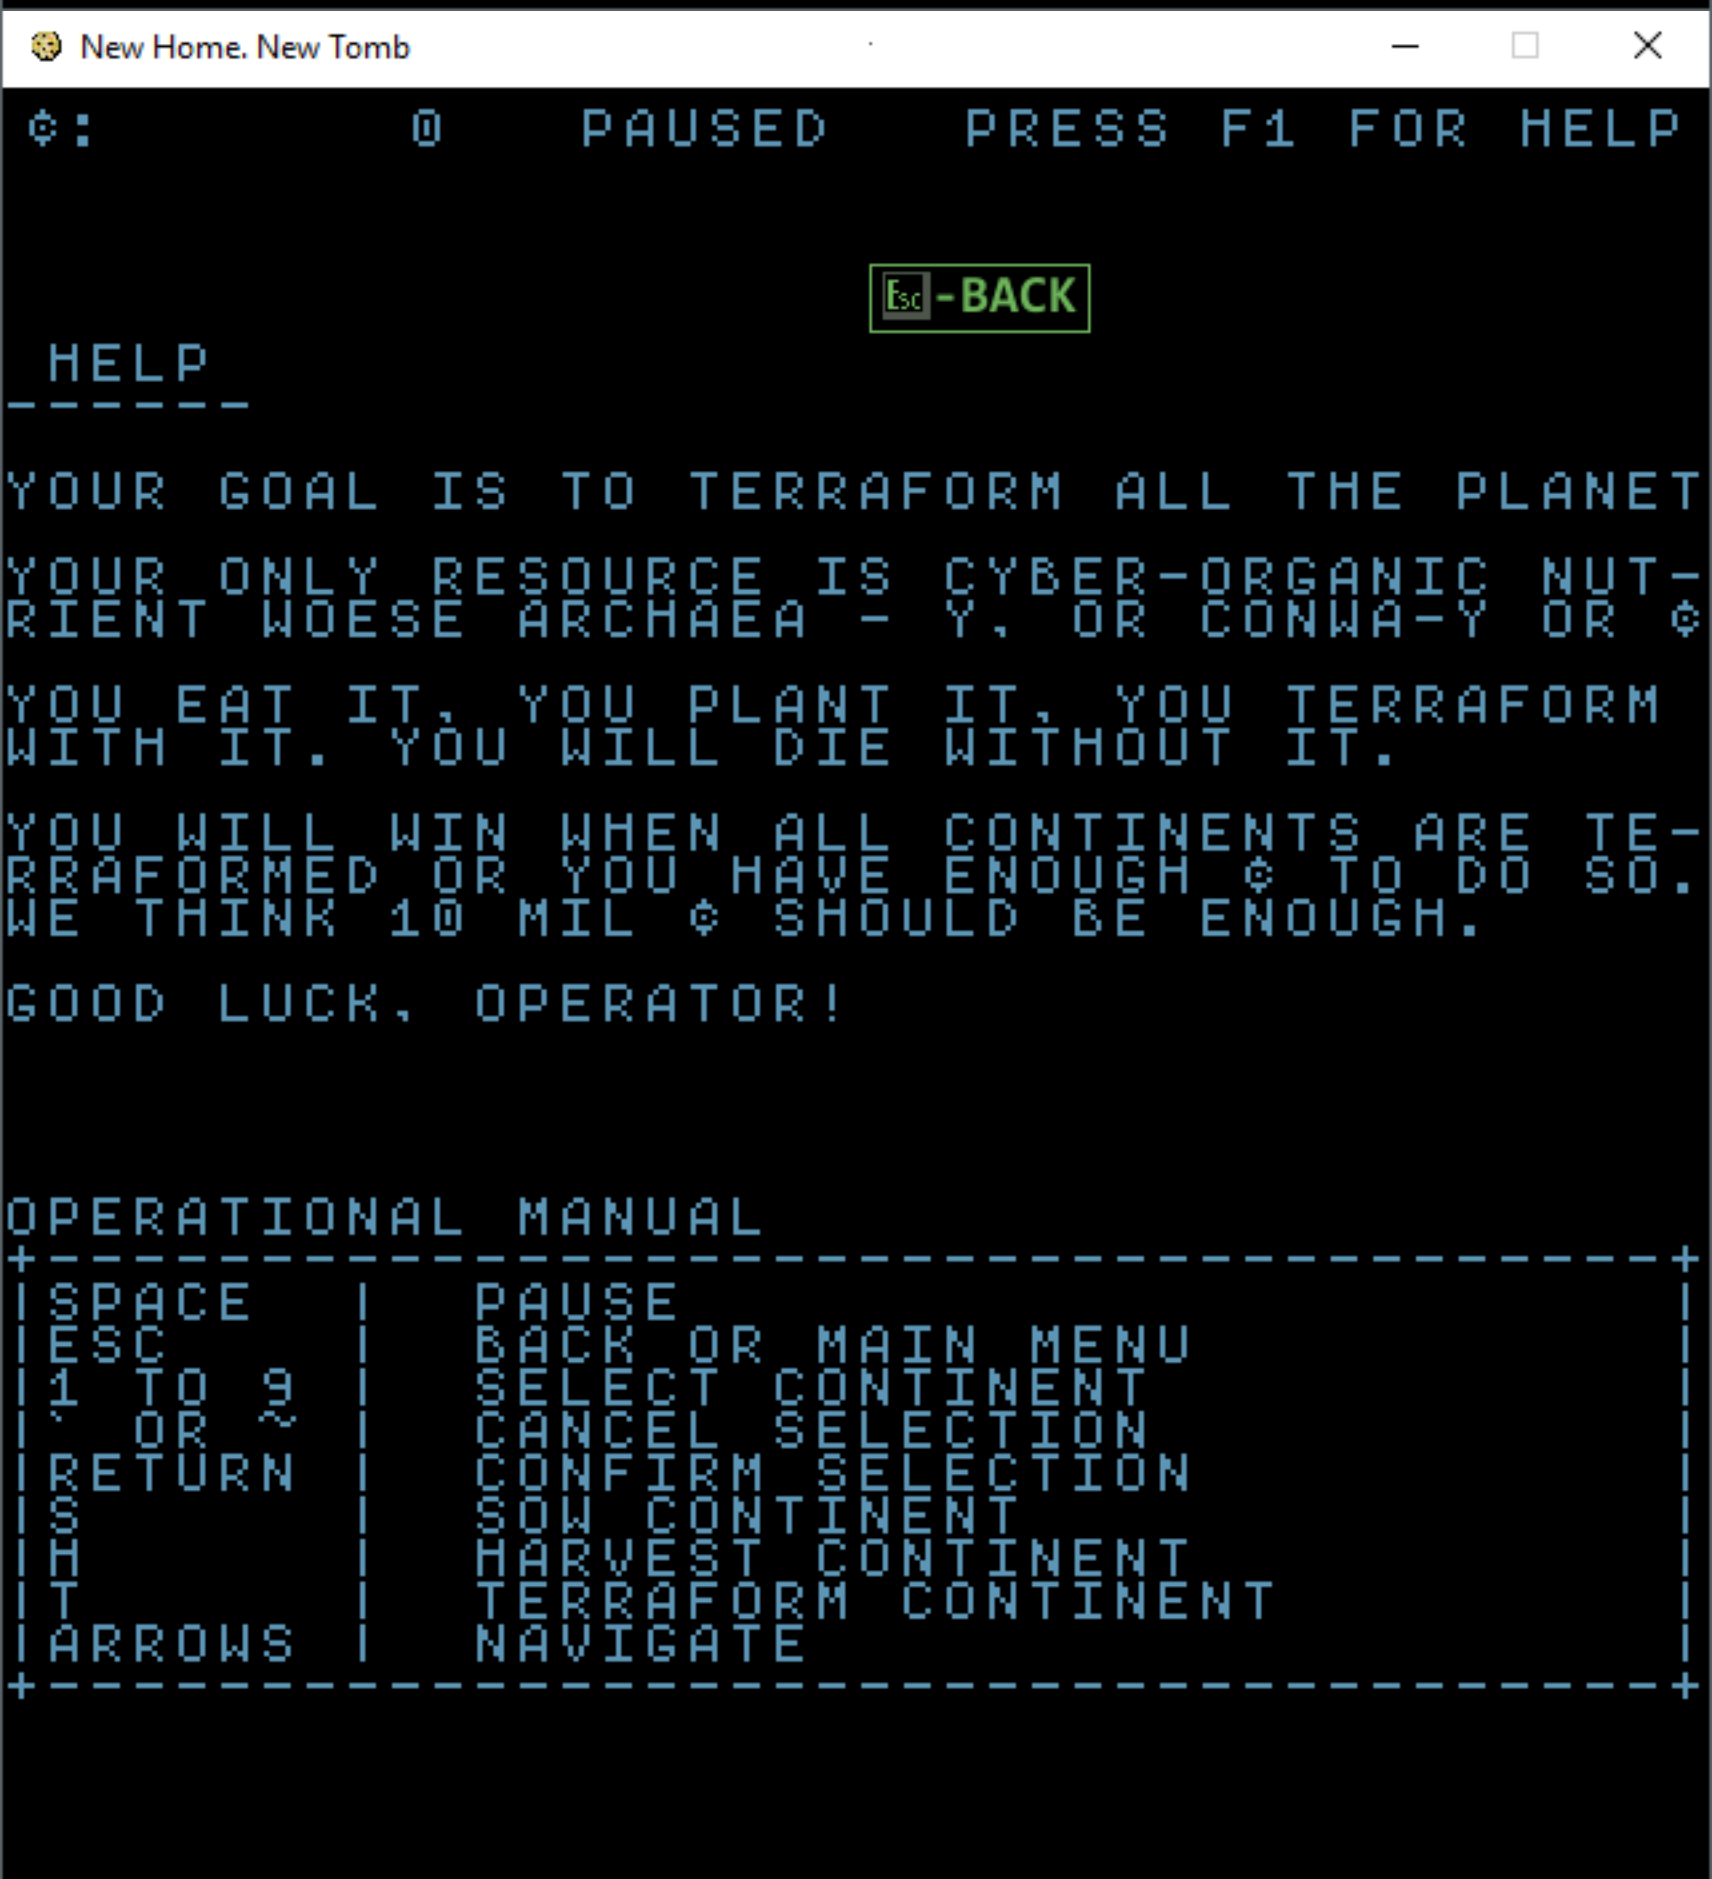 New Home. New Tomb
¢: 0 PAUSED PRESS F1 FOR HELP
Esc-BACK
HELP
------
YOUR GOAL IS TO TERRAFORM ALL THE PLANET
YOUR ONLY RESOURCE IS CYBER-ORGANIC NUT-
RIENT WOESE ARCHAEA - Y, OR CONWA-Y OR ¢
YOU EAT IT, YOU PLANT IT, YOU TERRAFORM
WITH IT. YOU WILL DIE WITHOUT IT.
YOU WILL WIN WHEN ALL CONTINENTS ARE TE-
RRAFORMED OR YOU HAVE ENOUGH ¢ TO DO SO.
WE THINK 10 MIL ¢ SHOULD BE ENOUGH.
GOOD LUCK, OPERATOR!
OPERATIONAL MANUAL
+--------------------------------------+
|SPACE | PAUSE |
|ESC | BACK OR MAIN MENU |
|1 TO 9 | SELECT CONTINENT |
|` OR ~ | CANCEL SELECTION |
|RETURN | CONFIRM SELECTION |
|S | SOW CONTINENT |
|H | HARVEST CONTINENT |
|T | TERRAFORM CONTINENT |
|ARROWS | NAVIGATE |
+--------------------------------------+